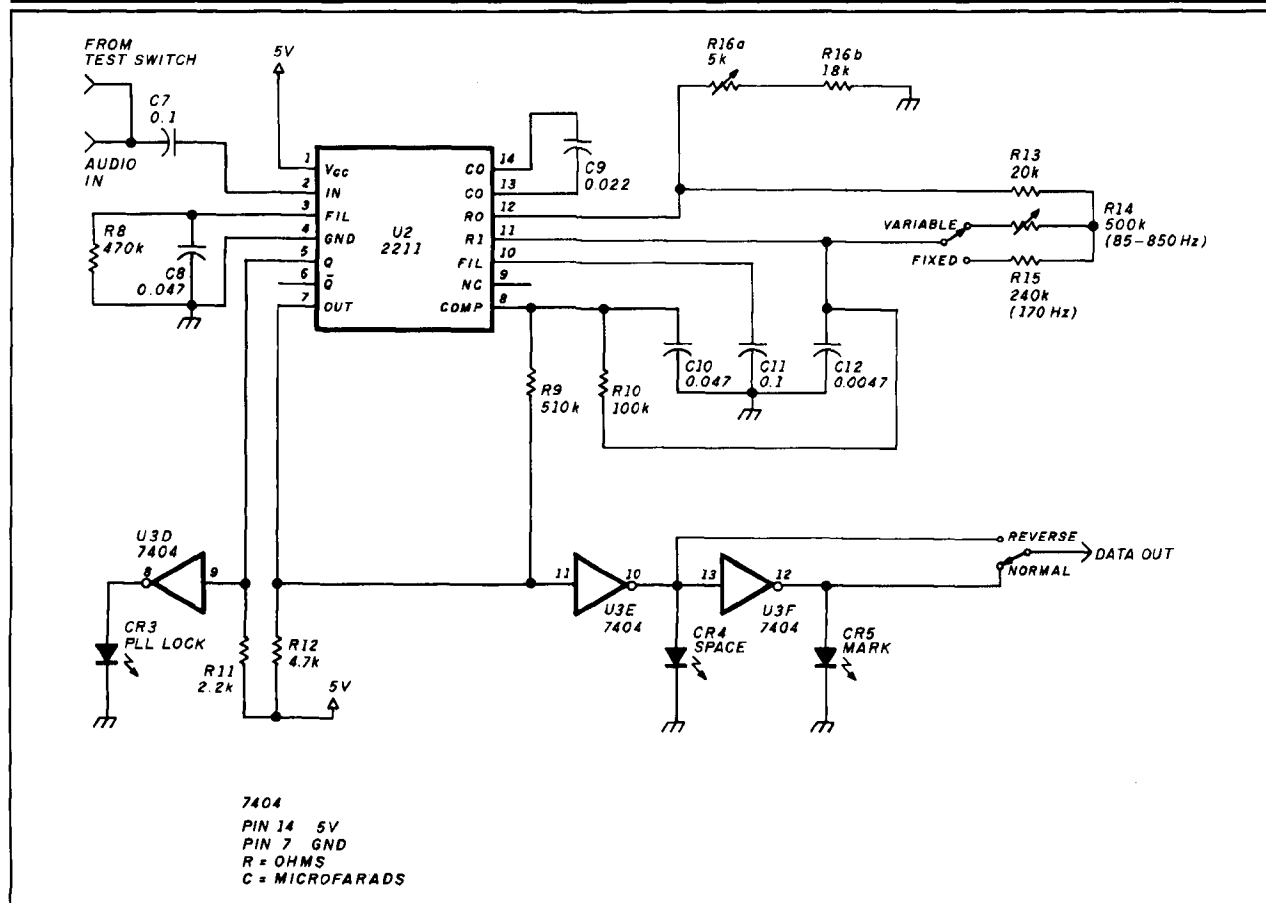 FROM
TEST SWITCH
C7
0.1
AUDIO
IN
5V
1
VCC
2
IN
3
FIL
4
GND
5
Q
6
Q̅
7
OUT
U2
2211
14
CO
13
CO
12
RO
11
RI
10
FIL
9
NC
8
COMP
R8
470k
C8
0.047
C9
0.022
R16a
5k
R16b
18k
R13
20k
VARIABLE
R14
500k
(85-850 Hz)
FIXED
R15
240k
(170 Hz)
R9
510k
R10
100k
C10
0.047
C11
0.1
C12
0.0047
U3D
7404
8
9
CR3
PLL LOCK
R11
2.2k
R12
4.7k
5V
11
10
U3E
7404
13
12
U3F
7404
CR4
SPACE
CR5
MARK
REVERSE
NORMAL
DATA OUT
7404
PIN 14 5V
PIN 7 GND
R = OHMS
C = MICROFARADS